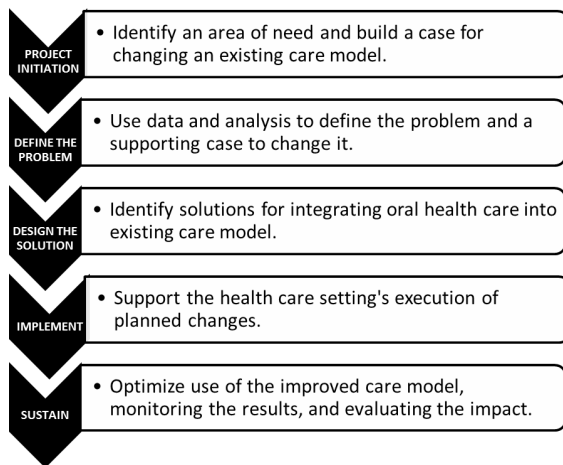 PROJECT
INITIATION
• Identify an area of need and build a case for
changing an existing care model.
DEFINE THE
PROBLEM
• Use data and analysis to define the problem and a
supporting case to change it.
DESIGN THE
SOLUTION
• Identify solutions for integrating oral health care into
existing care model.
IMPLEMENT
• Support the health care setting's execution of
planned changes.
SUSTAIN
• Optimize use of the improved care model,
monitoring the results, and evaluating the impact.